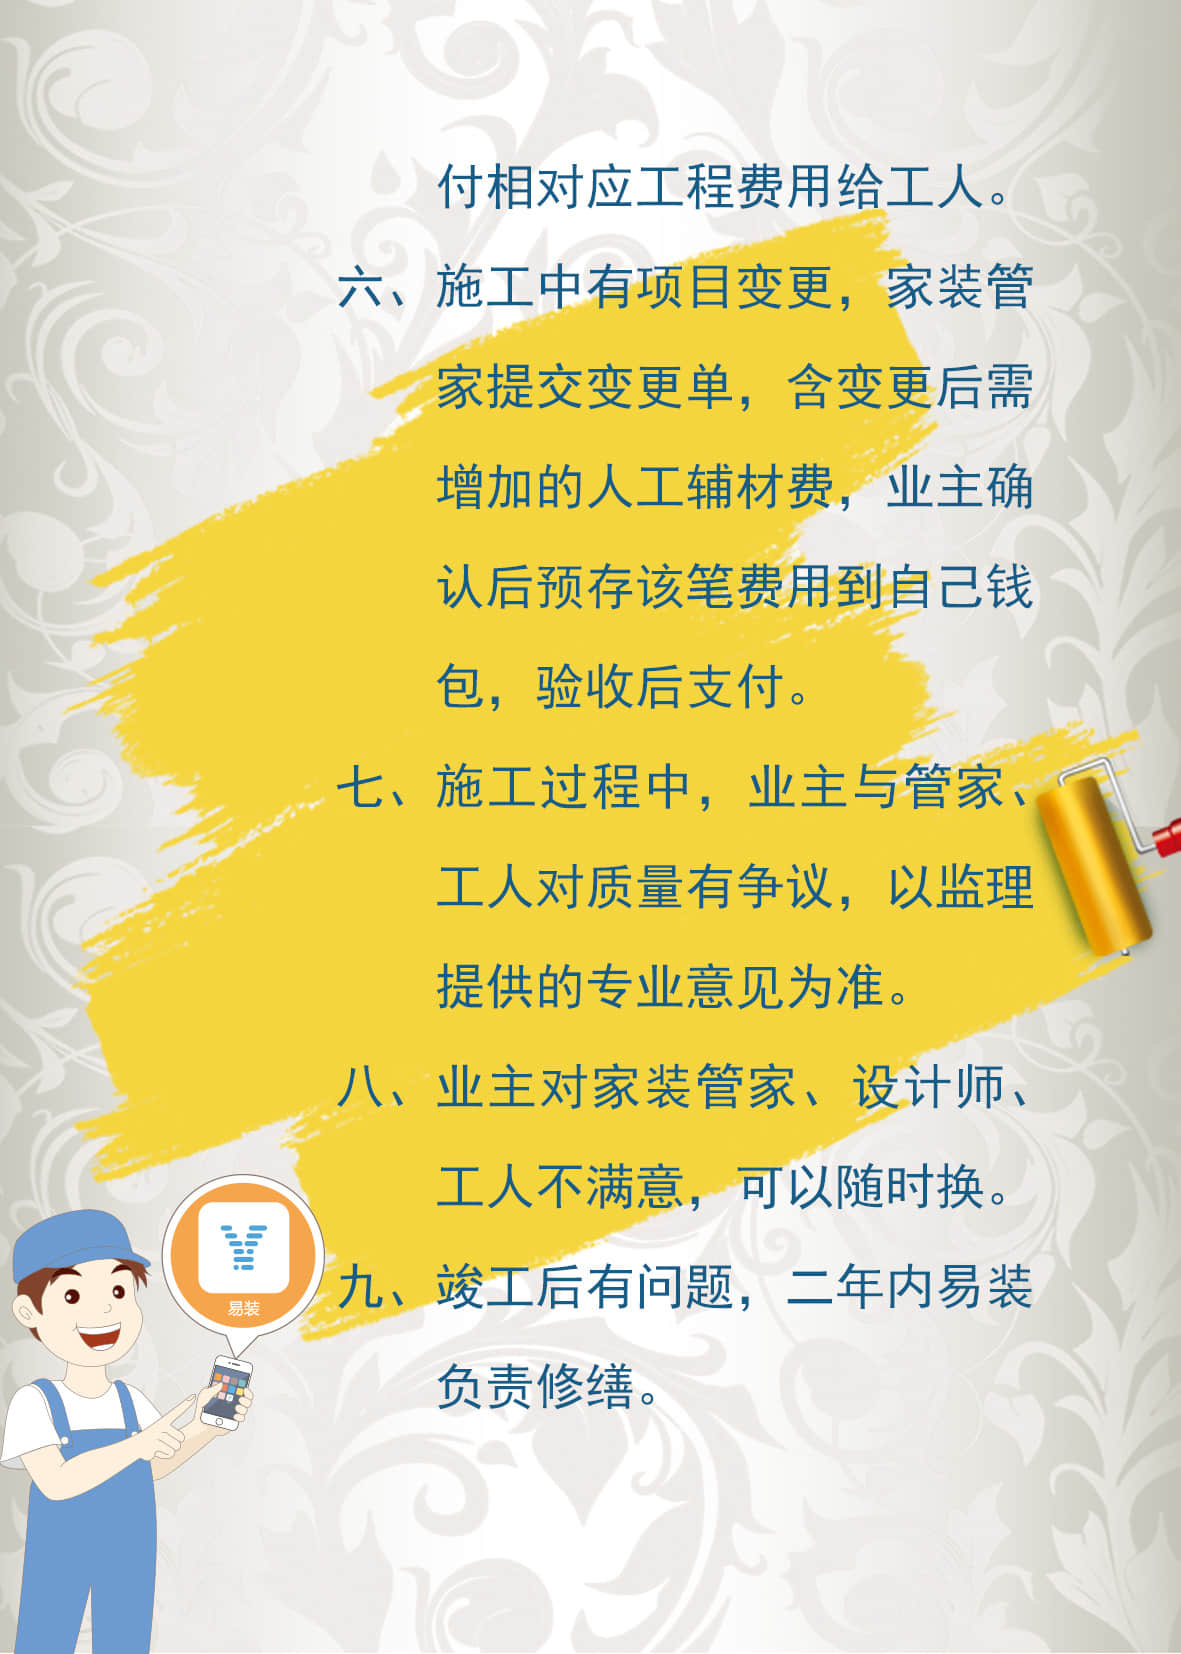 付相对应工程费用给工人。
六、施工中有项目变更，家装管
家提交变更单，含变更后需
增加的人工辅材费，业主确
认后预存该笔费用到自己钱
包，验收后支付。
七、施工过程中，业主与管家、
工人对质量有争议，以监理
提供的专业意见为准。
八、业主对家装管家、设计师、
工人不满意，可以随时换。
九、竣工后有问题，二年内易装
负责修缮。
易装